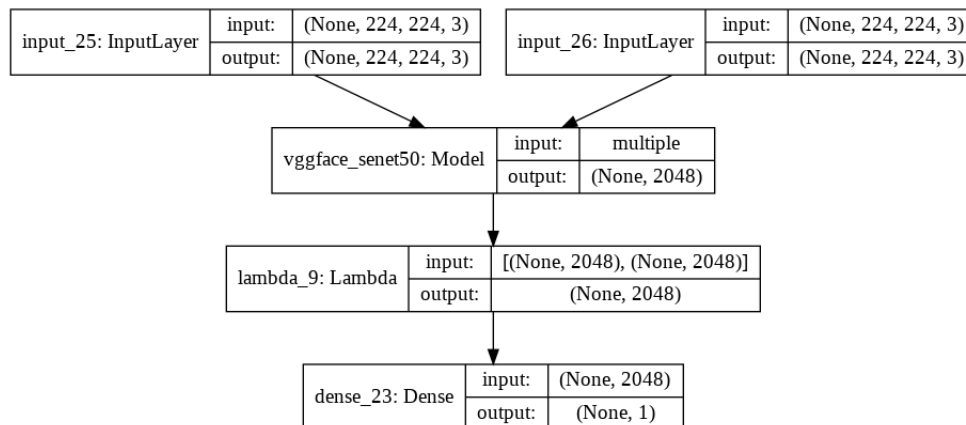 input_25: InputLayer input: (None, 224, 224, 3)
output: (None, 224, 224, 3)
input_26: InputLayer input: (None, 224, 224, 3)
output: (None, 224, 224, 3)
vggface_senet50: Model input: multiple
output: (None, 2048)
lambda_9: Lambda input: [(None, 2048), (None, 2048)]
output: (None, 2048)
dense_23: Dense input: (None, 2048)
output: (None, 1)